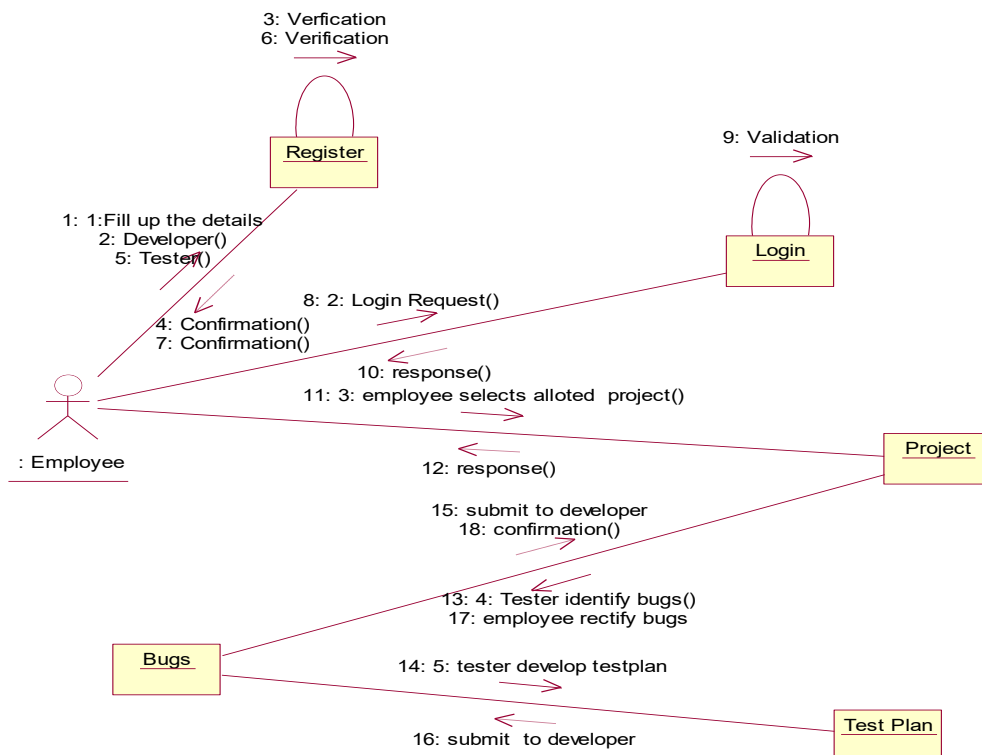 3: Verfication
6: Verification
Register
9: Validation
Login
1: 1:Fill up the details
2: Developer()
5: Tester()
4: Confirmation()
7: Confirmation()
8: 2: Login Request()
10: response()
11: 3: employee selects alloted  project()
: Employee
12: response()
Project
15: submit to developer
18: confirmation()
13: 4: Tester identify bugs()
17: employee rectify bugs
Bugs
14: 5: tester develop testplan
Test Plan
16: submit  to developer